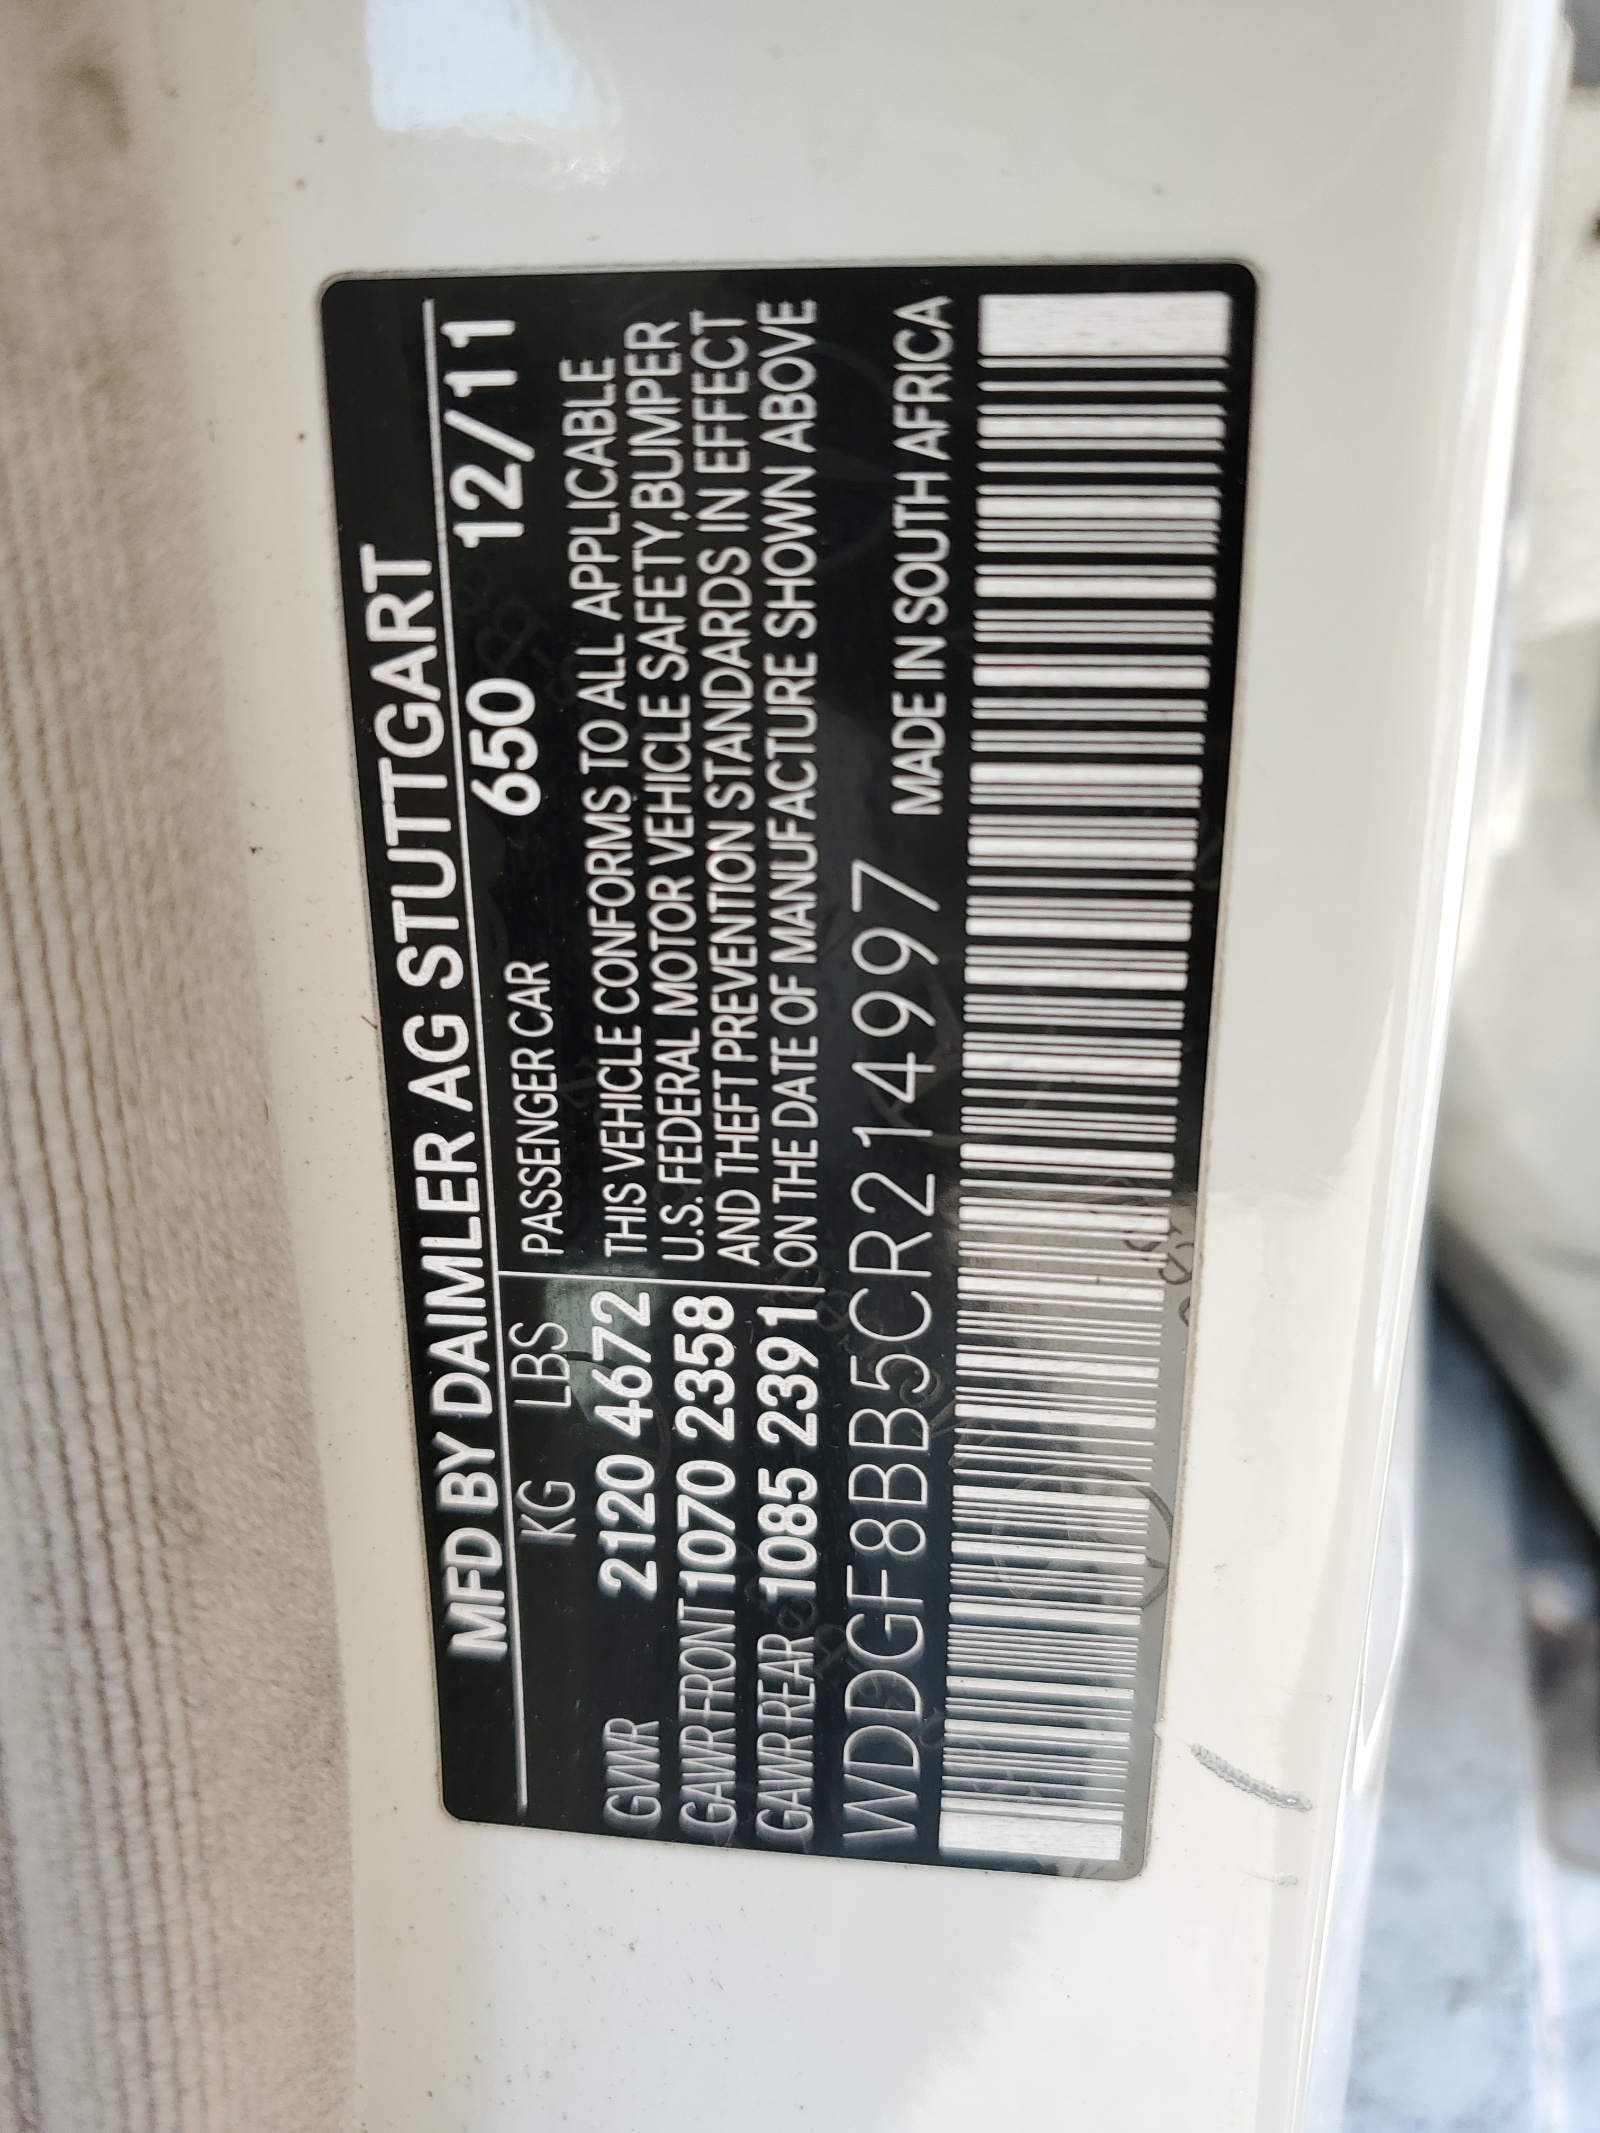 MFD BY DAIMLER AG STUTTGART
KG LBS PASSENGER CAR 650 12/11
GVWR 2120 4672 THIS VEHICLE CONFORMS TO ALL APPLICABLE
GAWR FRONT 1070 2358 U.S. FEDERAL MOTOR VEHICLE SAFETY,BUMPER
GAWR REAR 1085 2391 AND THEFT PREVENTION STANDARDS IN EFFECT
ON THE DATE OF MANUFACTURE SHOWN ABOVE
WDDGF8BB5CR21497 MADE IN SOUTH AFRICA